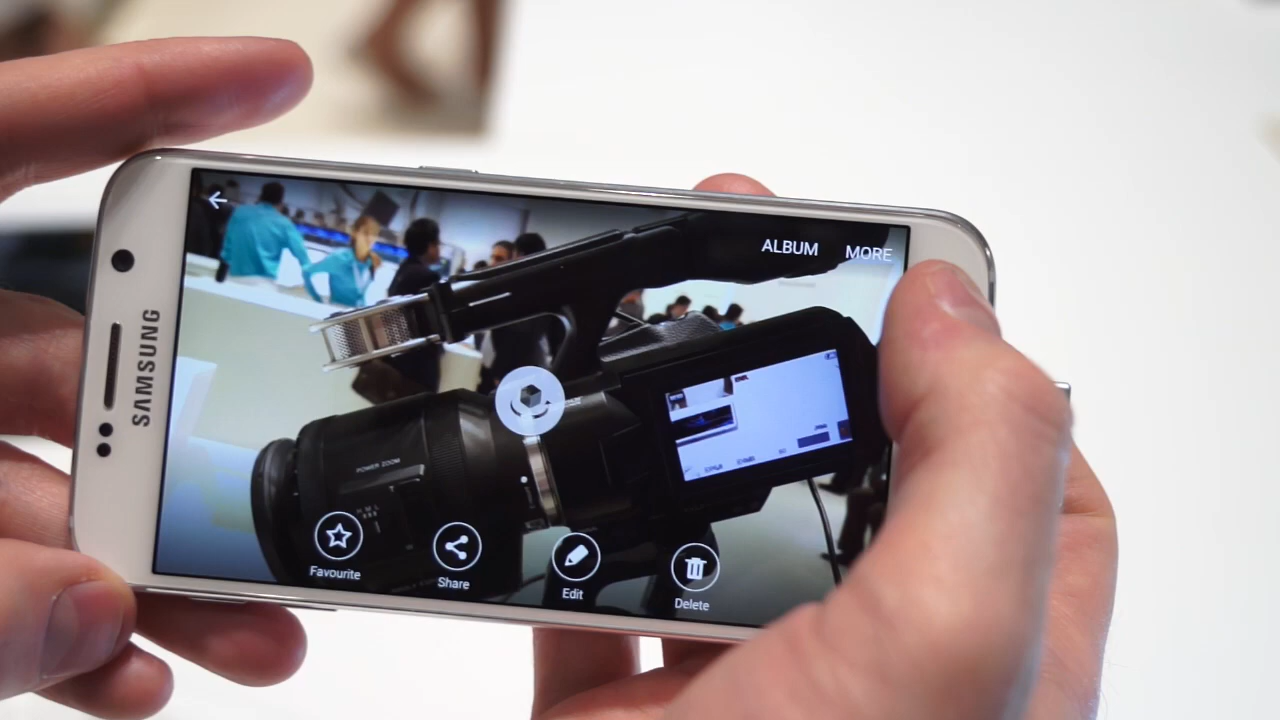 SAMSUNG
ALBUM MORE
POWER ZOOM
H M L
Favourite
Share
Edit
Delete